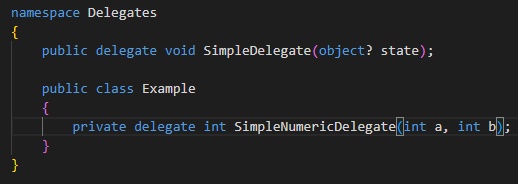 namespace Delegates
{
public delegate void SimpleDelegate(object? state);
public class Example
{
private delegate int SimpleNumericDelegate(int a, int b);
}
}